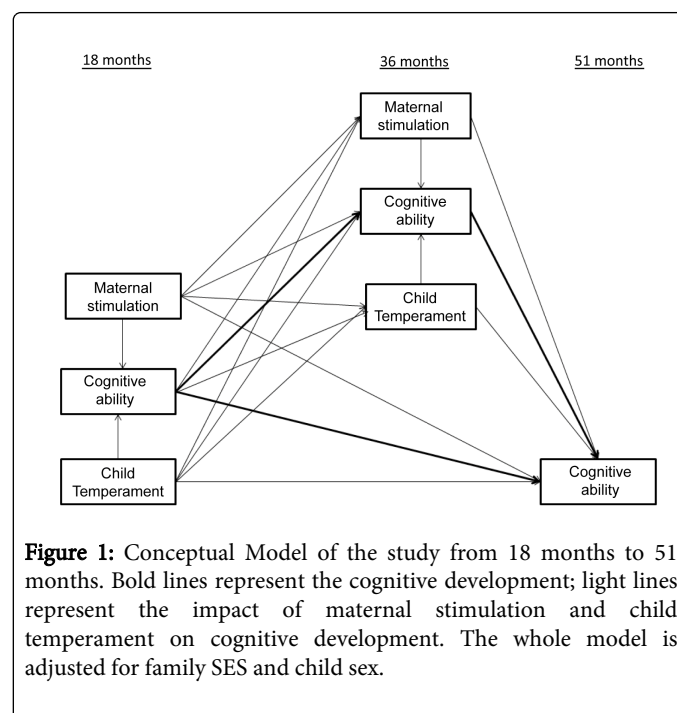 18 months
36 months
51 months
Maternal
stimulation
Cognitive
ability
Maternal
stimulation
Child
Temperament
Cognitive
ability
Child
Temperament
Cognitive
ability
Figure 1: Conceptual Model of the study from 18 months to 51
months. Bold lines represent the cognitive development; light lines
represent the impact of maternal stimulation and child
temperament on cognitive development. The whole model is
adjusted for family SES and child sex.